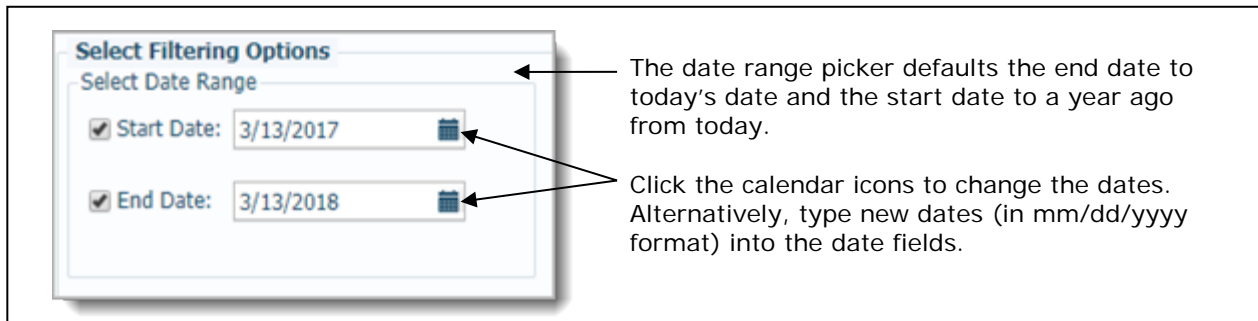 Select Filtering Options
Select Date Range
Start Date: 3/13/2017
End Date: 3/13/2018
The date range picker defaults the end date to
today's date and the start date to a year ago
from today.
Click the calendar icons to change the dates.
Alternatively, type new dates (in mm/dd/yyyy
format) into the date fields.